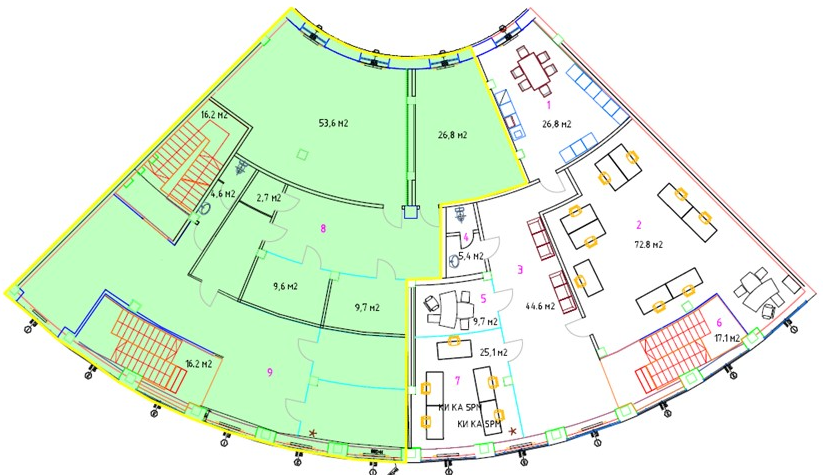 1
16,2 м2
53,6 м2
26,8 м2
26,8 м2
4,6 м2
2,7 м2
8
4
3
2
5,4 м2
72.8 м2
9,6 м2
9,7 м2
5
9,7 м2
44.6 м2
6
17.1 м2
16,2 м2
9
25,1 м2
7
КИ КА 5РМ
КИ КА 5РМ